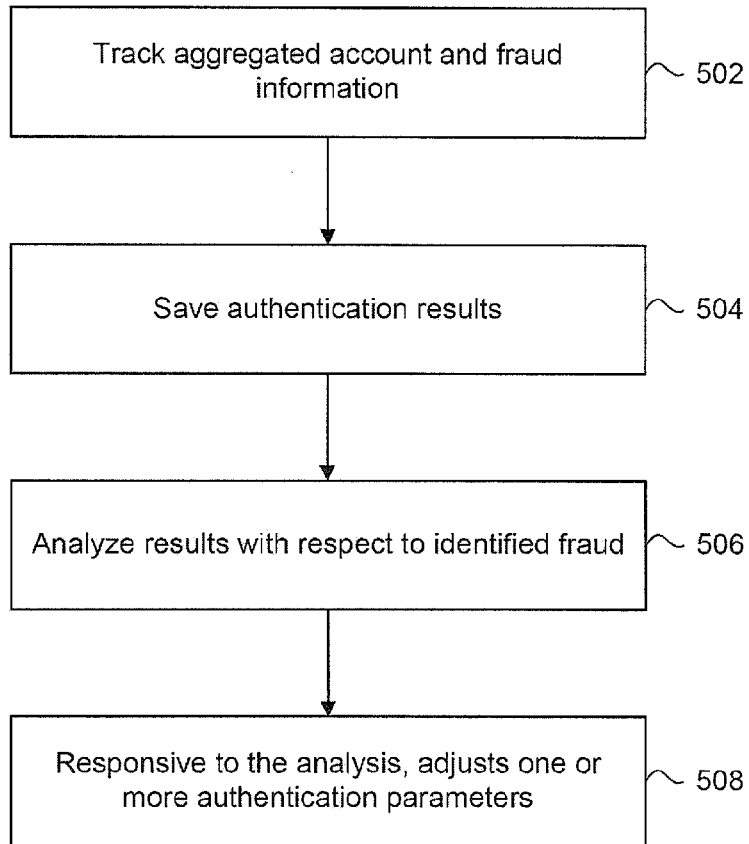 Track aggregated account and fraud
information
502
Save authentication results
504
Analyze results with respect to identified fraud
506
Responsive to the analysis, adjusts one or
more authentication parameters
508